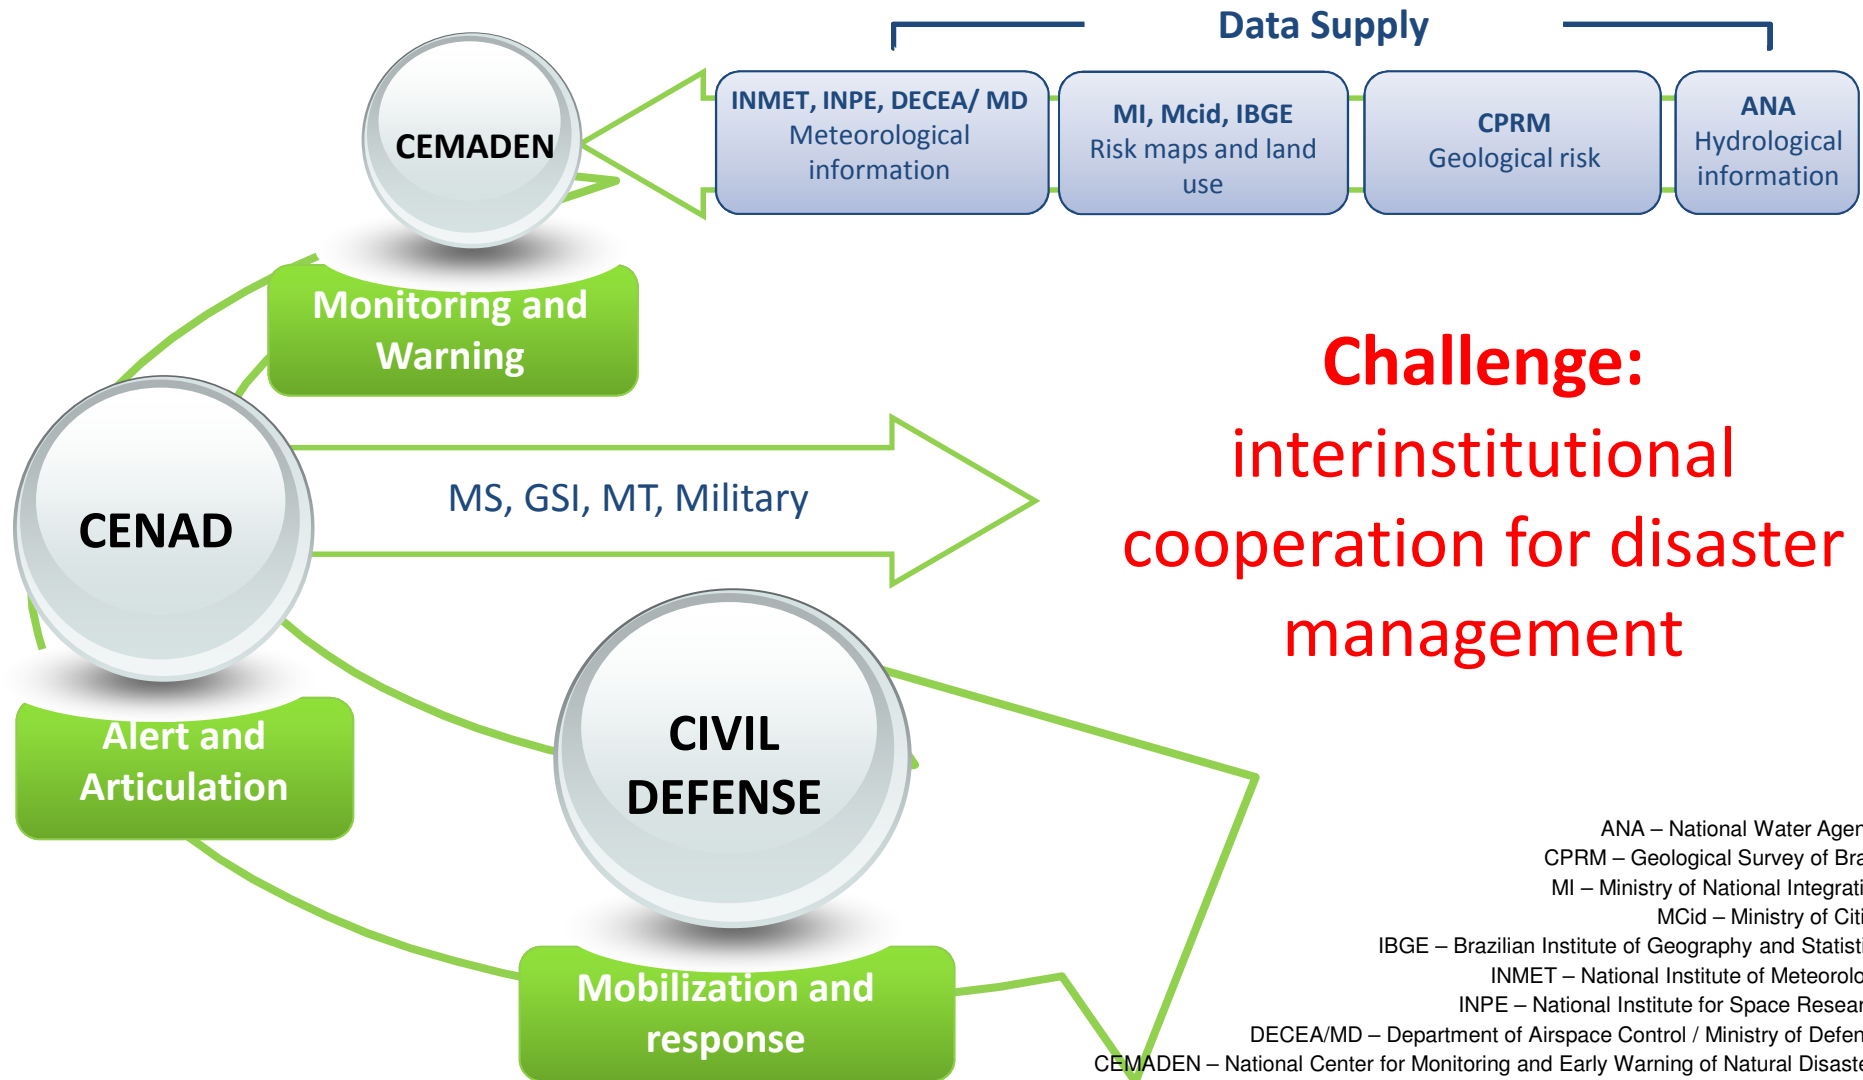 Data Supply
CEMADEN
INMET, INPE, DECEA/ MD
Meteorological
information
MI, Mcid, IBGE
Risk maps and land
use
CPRM
Geological risk
ANA
Hydrological
information
Monitoring and
Warning
Challenge:
interinstitutional
cooperation for disaster
management
MS, GSI, MT, Military
CENAD
Alert and
Articulation
CIVIL
DEFENSE
Mobilization and
response
ANA – National Water Agen
CPRM – Geological Survey of Bra
MI – Ministry of National Integrati
MCid – Ministry of Citi
IBGE – Brazilian Institute of Geography and Statisti
INMET – National Institute of Meteorolo
INPE – National Institute for Space Resear
DECEA/MD – Department of Airspace Control / Ministry of Defen
CEMADEN – National Center for Monitoring and Early Warning of Natural Disaste